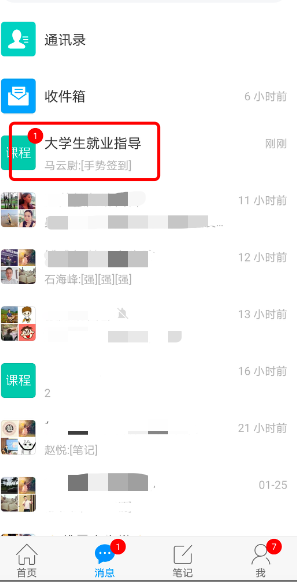 通讯录
收件箱
6 小时前
课程
1
大学生就业指导
刚刚
马云尉:[手势签到]
11 小时前
12 小时前
石海峰:[强][强][强]
13 小时前
课程
16 小时前
2
21 小时前
赵悦:[笔记]
01-25
首页
1
消息
笔记
7
我